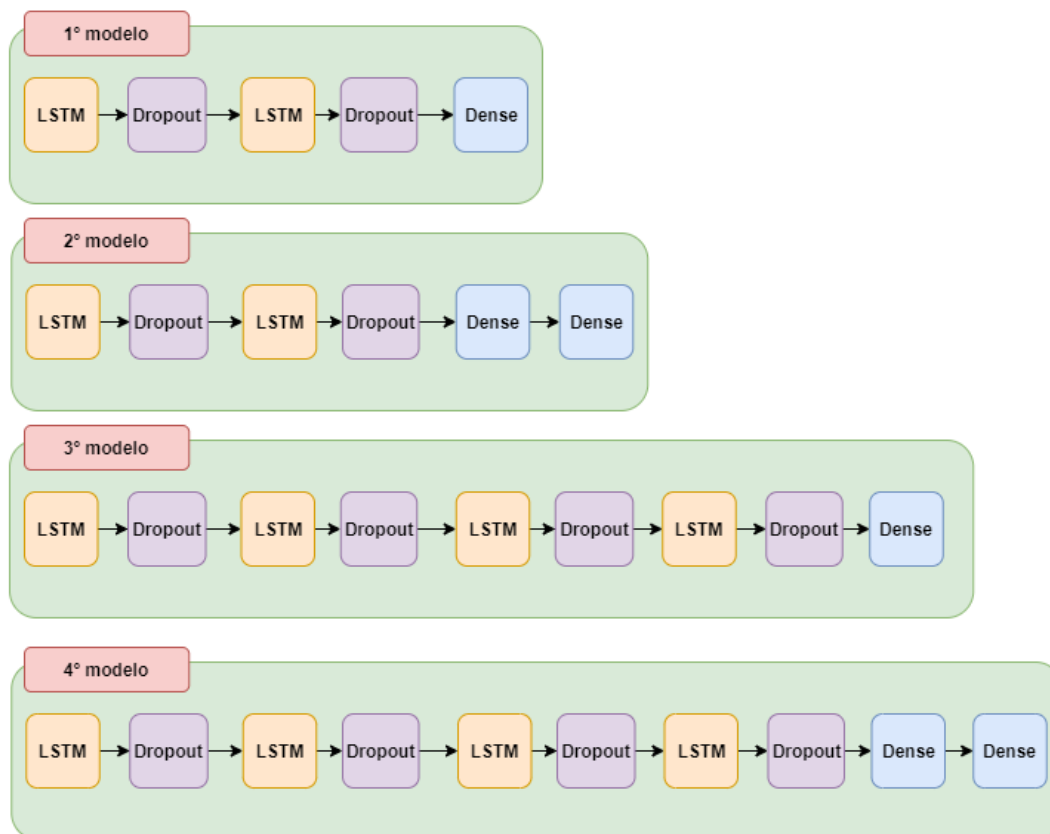 1° modelo
LSTM Dropout LSTM Dropout Dense
2° modelo
LSTM Dropout LSTM Dropout Dense Dense
3° modelo
LSTM Dropout LSTM Dropout LSTM Dropout LSTM Dropout Dense
4° modelo
LSTM Dropout LSTM Dropout LSTM Dropout LSTM Dropout Dense Dense